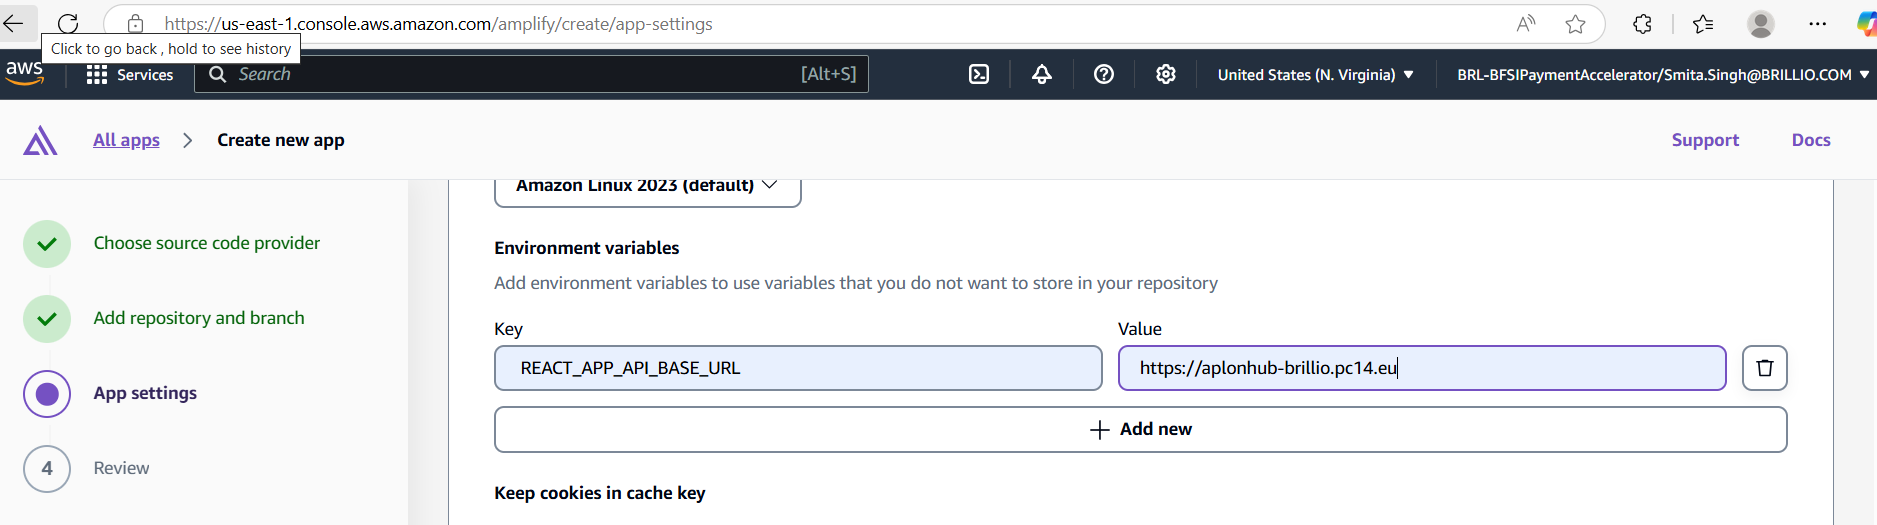 https://us-east-1.console.aws.amazon.com/amplify/create/app-settings
Click to go back , hold to see history
aws
Services
Search
[Alt+S]
United States (N. Virginia)
BRL-BFSIPaymentAccelerator/Smita.Singh@BRILLIO.COM
All apps
Create new app
Support
Docs
Amazon Linux 2023 (default)
Choose source code provider
Environment variables
Add environment variables to use variables that you do not want to store in your repository
Add repository and branch
Key
Value
REACT_APP_API_BASE_URL
https://aplonhub-brillio.pc14.eu
App settings
Add new
4
Review
Keep cookies in cache key